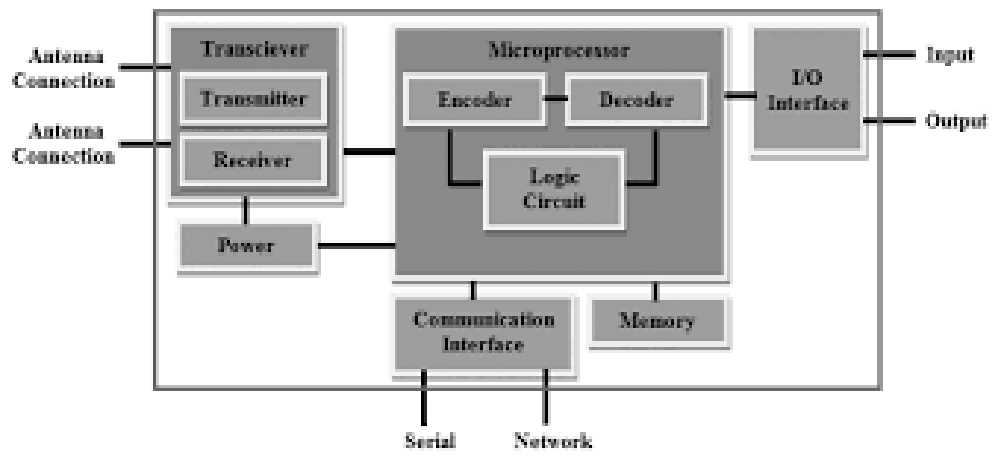 Transciever
Microprocessor
Antenna
Connection
Transmitter
Encoder
Decoder
I/O
Interface
Input
Output
Antenna
Connection
Receiver
Logic
Circuit
Power
Communication
Interface
Memory
Serial
Network